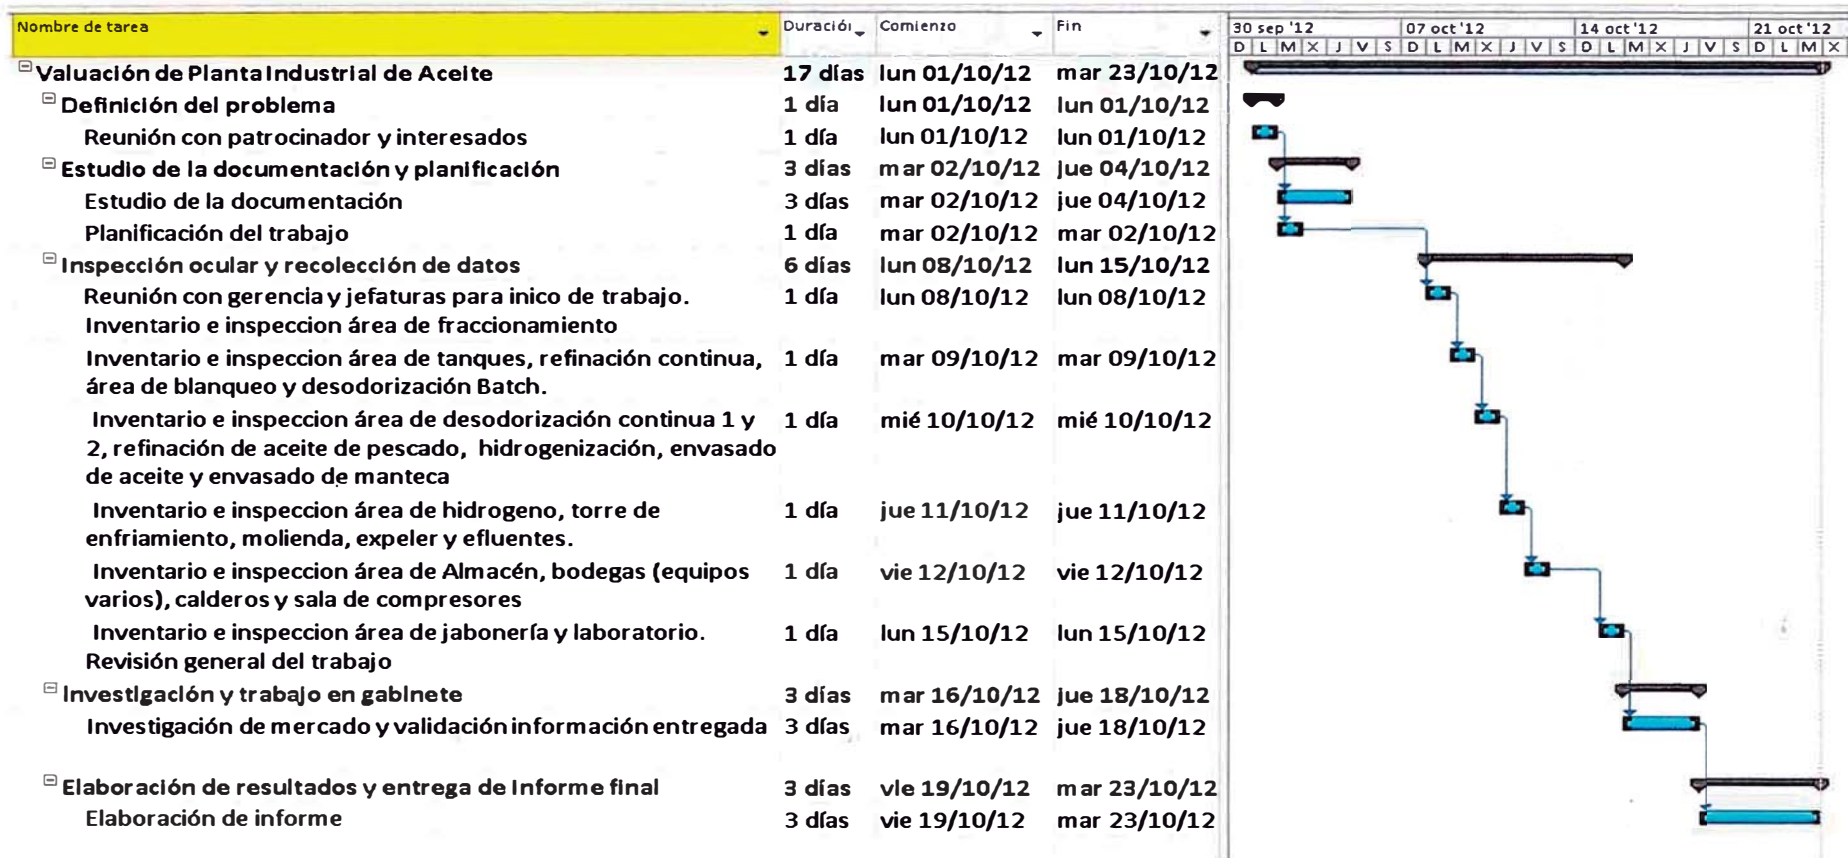 Nombre de tarea Duración Comienzo Fin 30 sep '12 07 oct '12 14 oct '12 21 oct '12
D L M X J V S D L M X J V S D L M X J V S D L M X
Valuación de Planta Industrial de Aceite 17 días lun 01/10/12 mar 23/10/12
Definición del problema 1 día lun 01/10/12 lun 01/10/12
Reunión con patrocinador y interesados 1 día lun 01/10/12 lun 01/10/12
Estudio de la documentación y planificación 3 días mar 02/10/12 jue 04/10/12
Estudio de la documentación 3 días mar 02/10/12 jue 04/10/12
Planificación del trabajo 1 día mar 02/10/12 mar 02/10/12
Inspección ocular y recolección de datos 6 días lun 08/10/12 lun 15/10/12
Reunión con gerencia y jefaturas para inico de trabajo. 1 día lun 08/10/12 lun 08/10/12
Inventario e inspeccion área de fraccionamiento
Inventario e inspeccion área de tanques, refinación continua, 1 día mar 09/10/12 mar 09/10/12
área de blanqueo y desodorización Batch.
Inventario e inspeccion área de desodorización continua 1 y 1 día mié 10/10/12 mié 10/10/12
2, refinación de aceite de pescado, hidrogenización, envasado
de aceite y envasado de manteca
Inventario e inspeccion área de hidrogeno, torre de 1 día jue 11/10/12 jue 11/10/12
enfriamiento, molienda, expeler y efluentes.
Inventario e inspeccion área de Almacén, bodegas (equipos 1 día vie 12/10/12 vie 12/10/12
varios), calderos y sala de compresores
Inventario e inspeccion área de jabonería y laboratorio. 1 día lun 15/10/12 lun 15/10/12
Revisión general del trabajo
Investigación y trabajo en gabinete 3 días mar 16/10/12 jue 18/10/12
Investigación de mercado y validación información entregada 3 días mar 16/10/12 jue 18/10/12
Elaboración de resultados y entrega de Informe final 3 días vie 19/10/12 mar 23/10/12
Elaboración de informe 3 días vie 19/10/12 mar 23/10/12